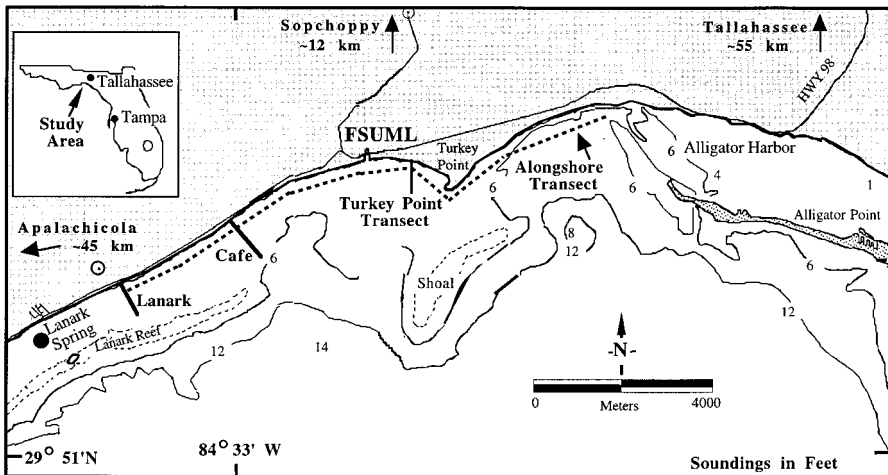 Sopchoppy
~12 km
Tallahassee
~55 km
HWY 98
Tallahassee
Study
Area
Tampa
FSUML
Turkey
Point
Alligator Harbor
6
4
6
6
1
Alongshore
Transect
Turkey Point
Transect
Alligator Point
Apalachicola
~45 km
Cafe
6
8
12
6
Shoal
Lanark
12
Lanark
Spring
Lanark Reef
12
14
-N-
0
4000
Meters
29° 51'N
84° 33' W
Soundings in Feet